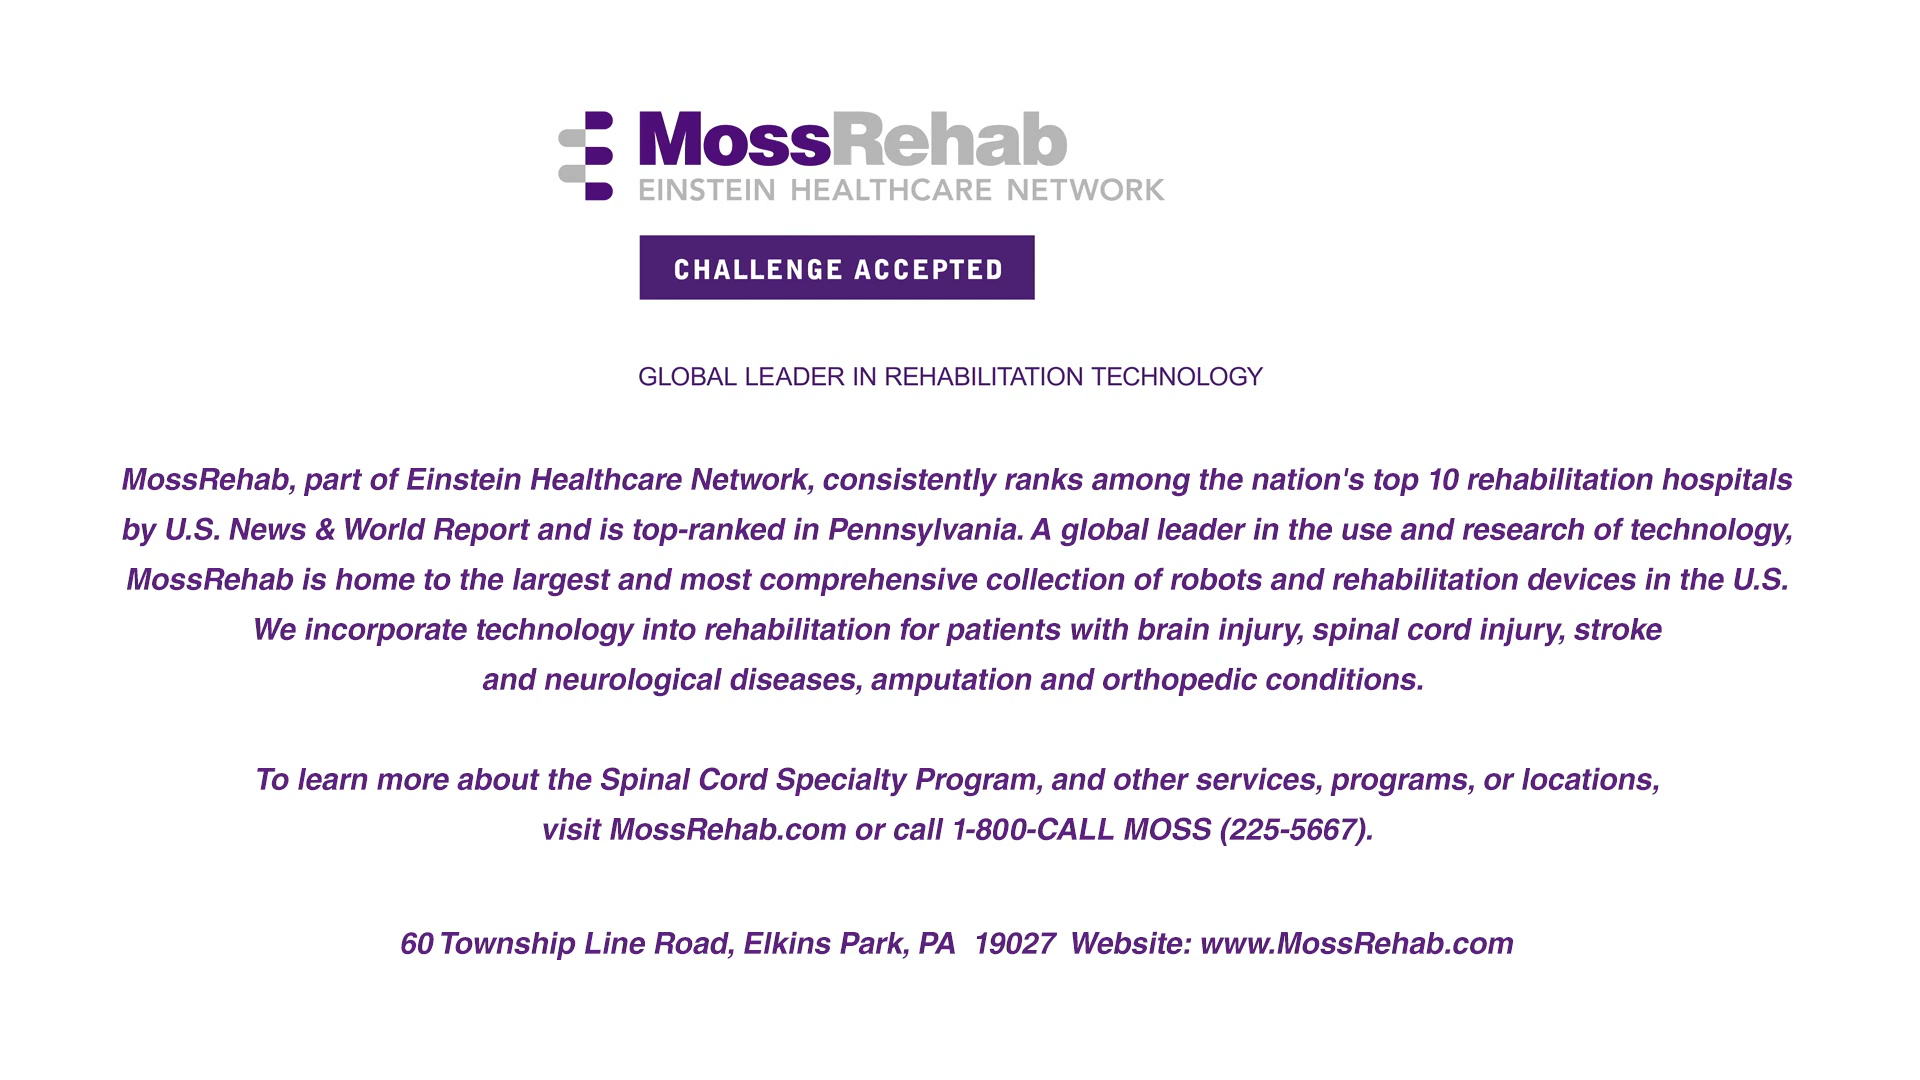 MossRehab
EINSTEIN HEALTHCARE NETWORK
CHALLENGE ACCEPTED
GLOBAL LEADER IN REHABILITATION TECHNOLOGY
MossRehab, part of Einstein Healthcare Network, consistently ranks among the nation's top 10 rehabilitation hospitals
by U.S. News & World Report and is top-ranked in Pennsylvania. A global leader in the use and research of technology,
MossRehab is home to the largest and most comprehensive collection of robots and rehabilitation devices in the U.S.
We incorporate technology into rehabilitation for patients with brain injury, spinal cord injury, stroke
and neurological diseases, amputation and orthopedic conditions.
To learn more about the Spinal Cord Specialty Program, and other services, programs, or locations,
visit MossRehab.com or call 1-800-CALL MOSS (225-5667).
60 Township Line Road, Elkins Park, PA  19027  Website: www.MossRehab.com